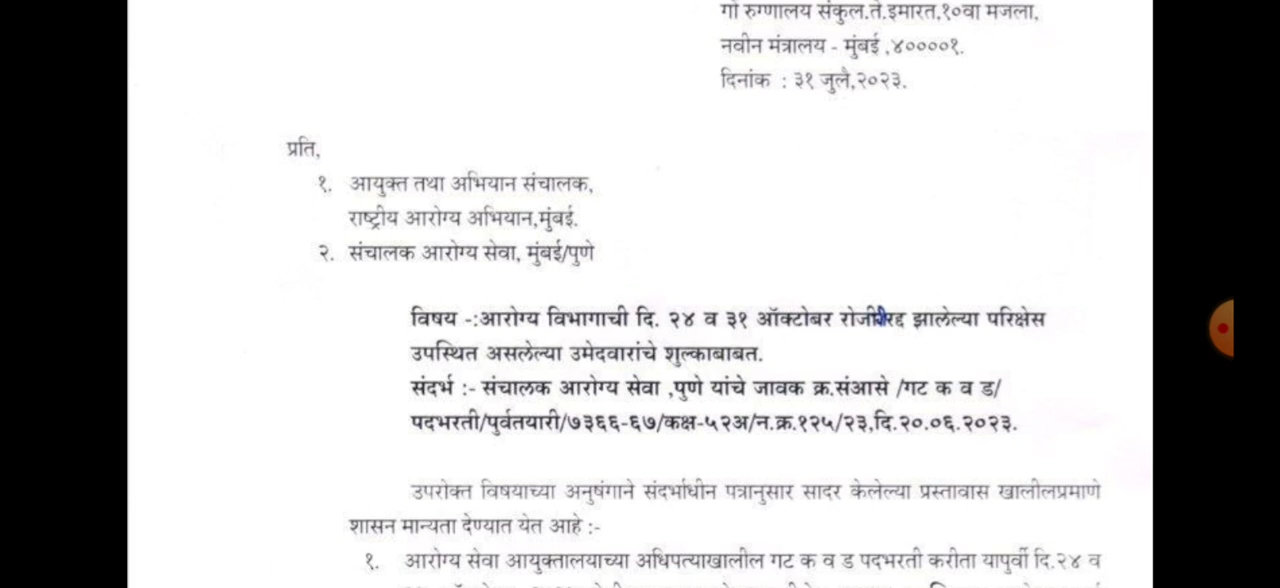 गो रुग्णालय संकुल.ते.इमारत,१०वा मजला,
नवीन मंत्रालय - मुंबई ,४००००१.
दिनांक : ३१ जुलै,२०२३.
प्रति,
१. आयुक्त तथा अभियान संचालक,
राष्ट्रीय आरोग्य अभियान,मुंबई.
२. संचालक आरोग्य सेवा, मुंबई/पुणे
विषय -:आरोग्य विभागाची दि. २४ व ३१ ऑक्टोबर रोजी रद्द झालेल्या परिक्षेस
उपस्थित असलेल्या उमेदवारांचे शुल्काबाबत.
संदर्भ :- संचालक आरोग्य सेवा ,पुणे यांचे जावक क्र.संआसे /गट क व ड/
पदभरती/पुर्वतयारी/७३६६-६७/कक्ष-५२अ/न.क्र.१२५/२३,दि.२०.०६.२०२३.
उपरोक्त विषयाच्या अनुषंगाने संदर्भाधीन पत्रानुसार सादर केलेल्या प्रस्तावास खालीलप्रमाणे
शासन मान्यता देण्यात येत आहे :-
१. आरोग्य सेवा आयुक्तालयाच्या अधिपत्याखालील गट क व ड पदभरती करीता यापुर्वी दि.२४ व